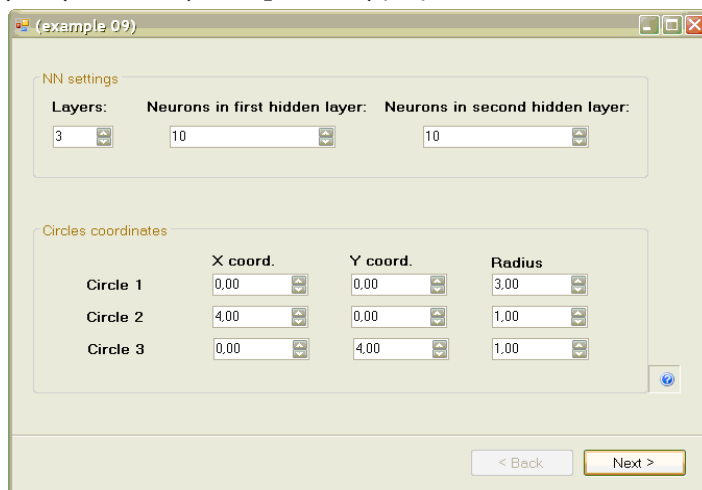 (example 09)
NN settings
Layers: Neurons in first hidden layer: Neurons in second hidden layer:
3 10 10
Circles coordinates
X coord. Y coord. Radius
Circle 1 0,00 0,00 3,00
Circle 2 4,00 0,00 1,00
Circle 3 0,00 4,00 1,00
?
< Back Next >